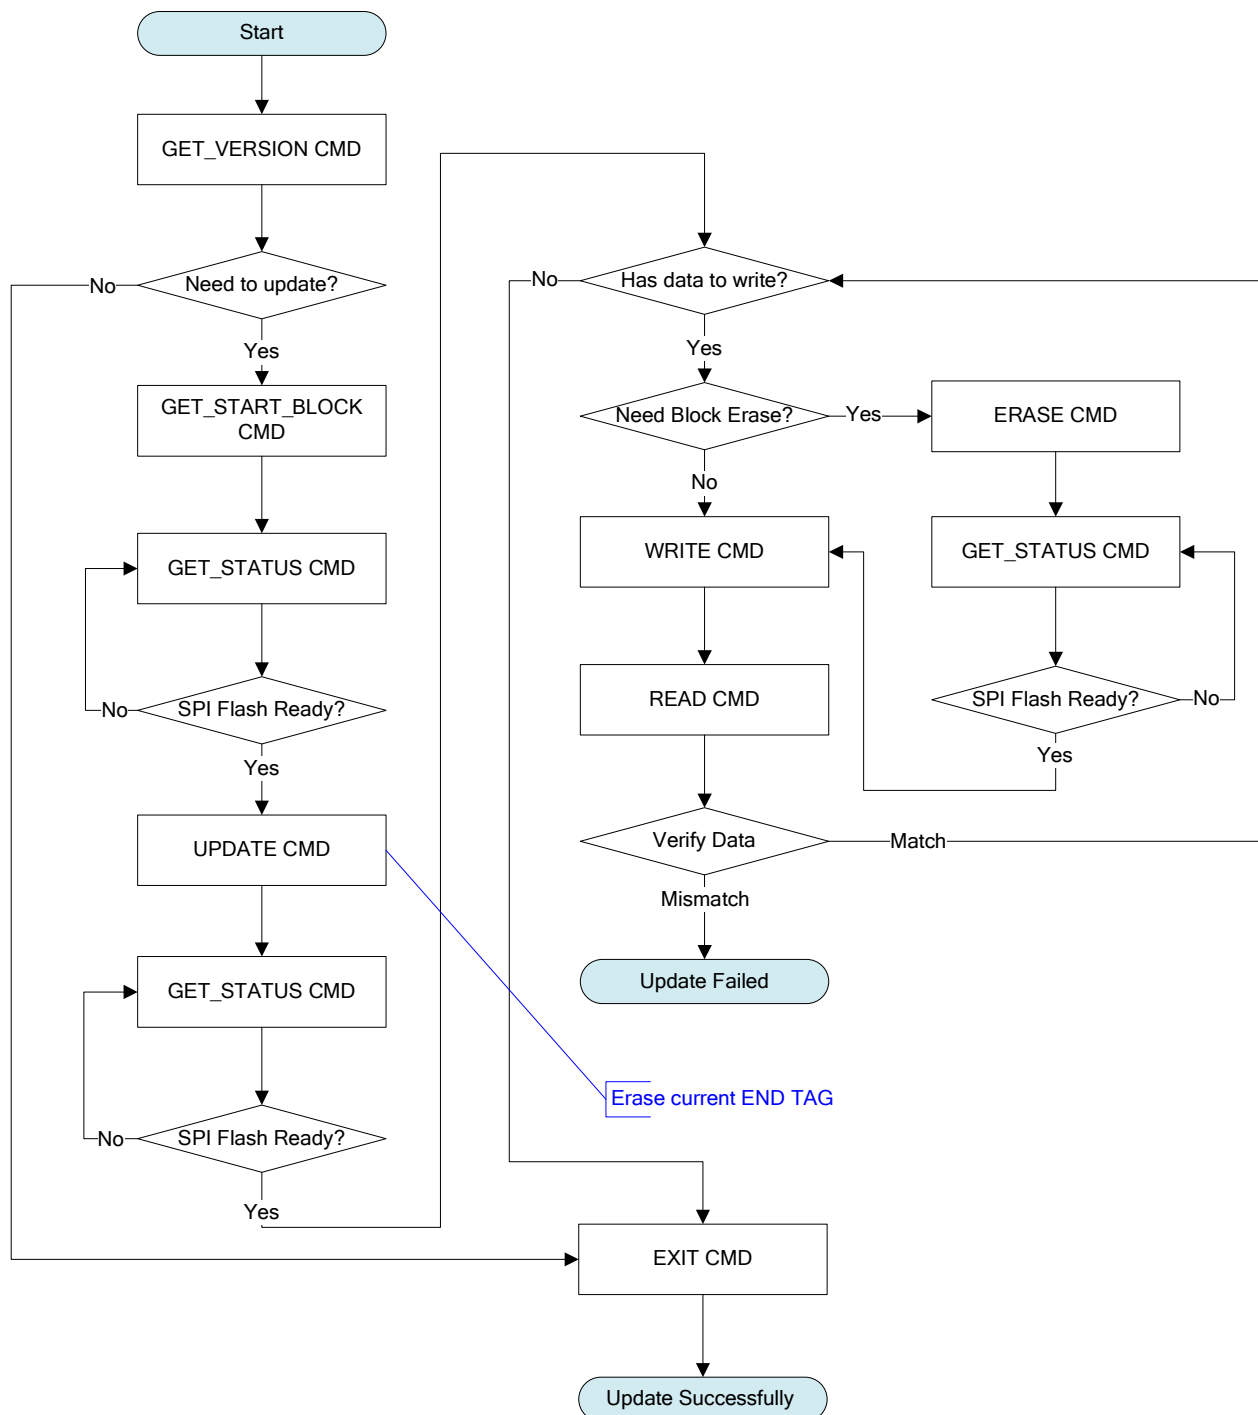 Start
GET_VERSION CMD
Need to update?
No
Yes
GET_START_BLOCK
CMD
GET_STATUS CMD
SPI Flash Ready?
No
Yes
UPDATE CMD
GET_STATUS CMD
SPI Flash Ready?
No
Yes
Has data to write?
No
Yes
Need Block Erase?
Yes
No
ERASE CMD
WRITE CMD
GET_STATUS CMD
READ CMD
SPI Flash Ready?
No
Yes
Verify Data
Match
Mismatch
Update Failed
Erase current END TAG
EXIT CMD
Update Successfully